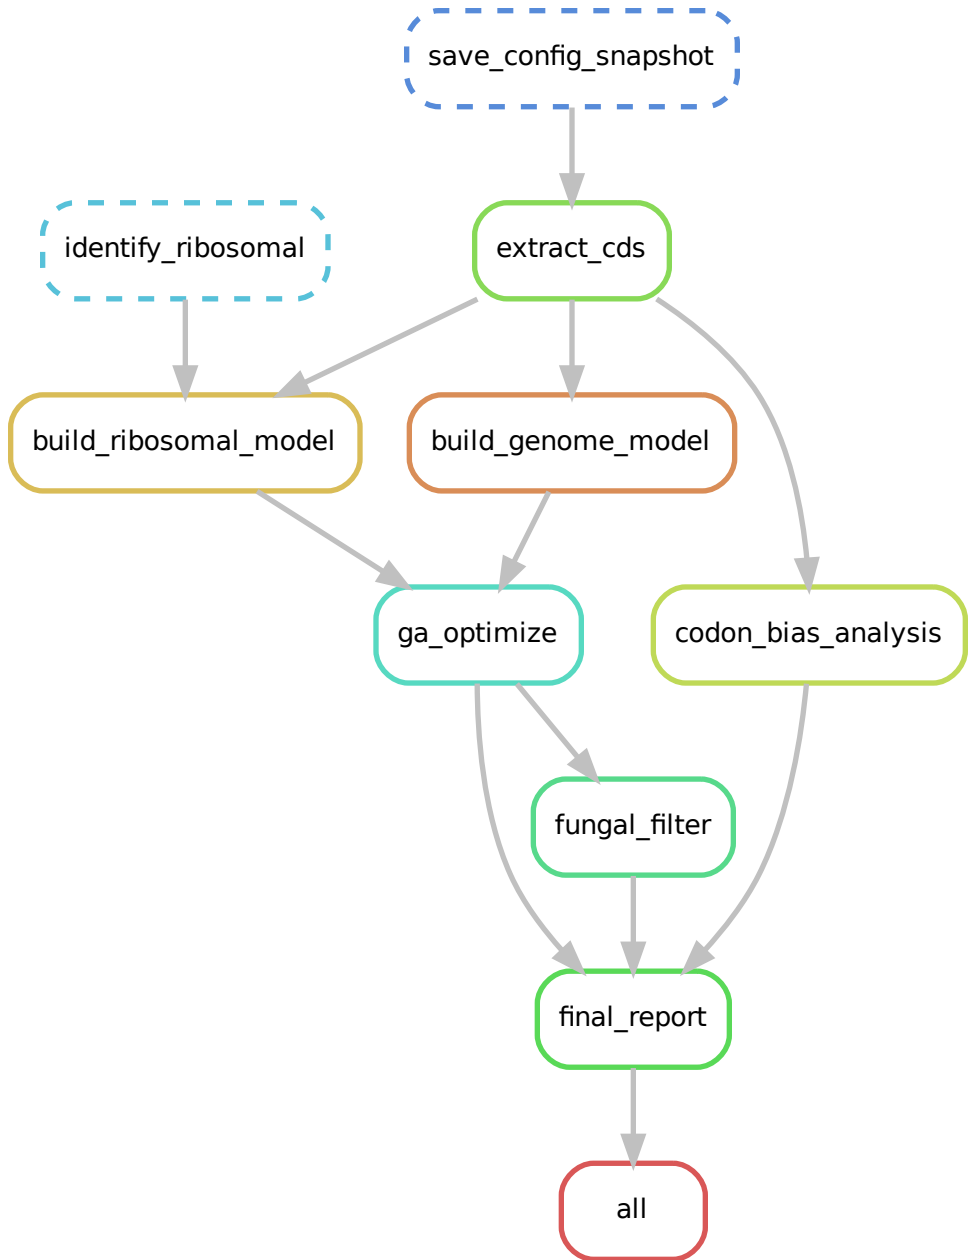 save_config_snapshot
identify_ribosomal
extract_cds
build_ribosomal_model
build_genome_model
ga_optimize
codon_bias_analysis
fungal_filter
final_report
all